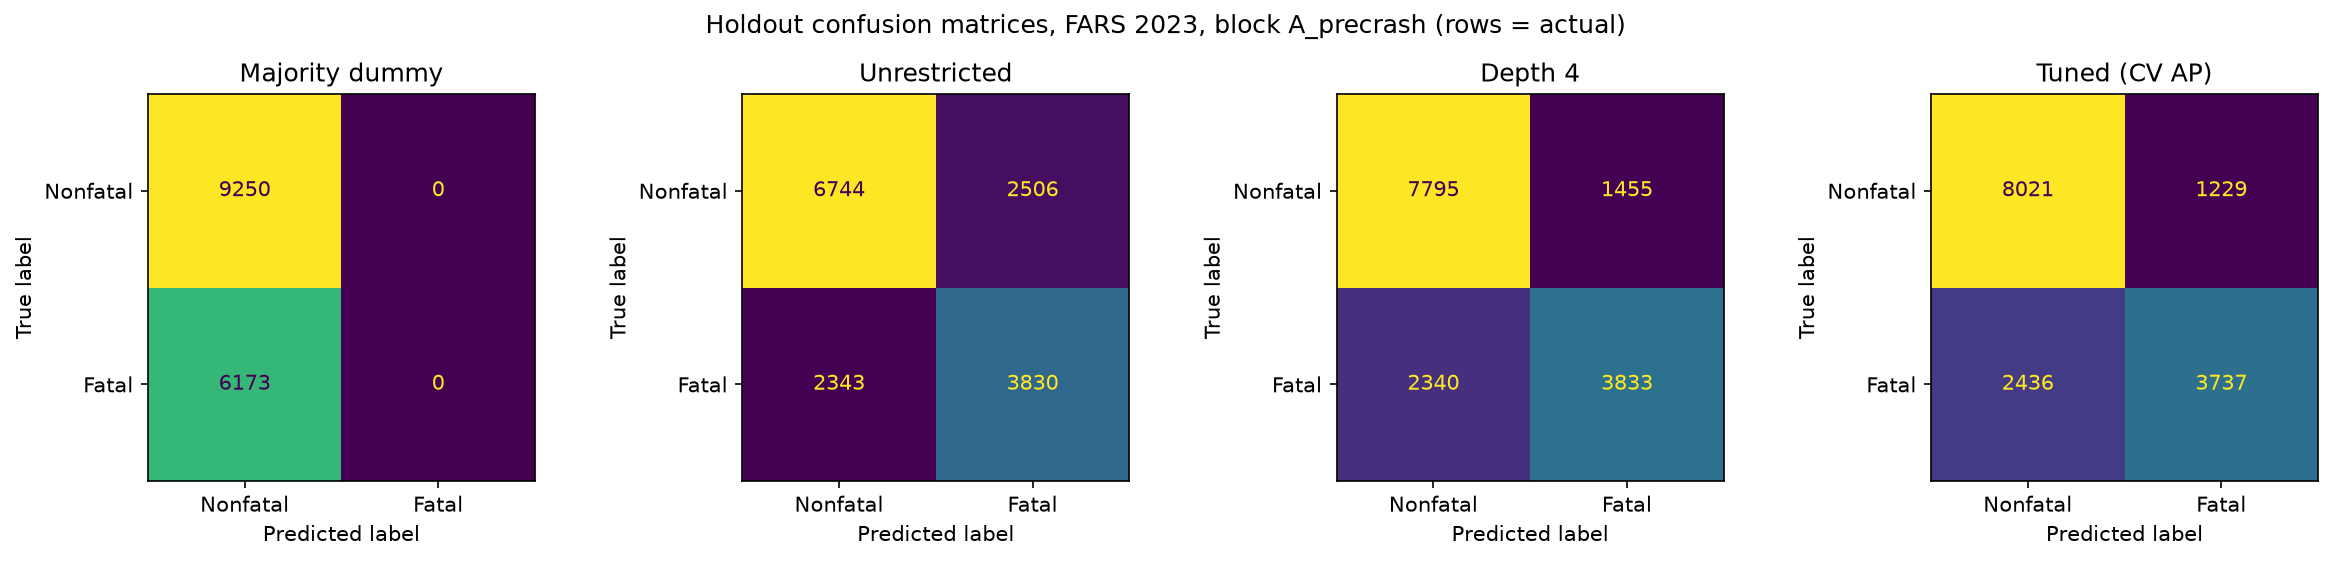 Holdout confusion matrices, FARS 2023, block A_precrash (rows = actual)
Majority dummy
True label
Nonfatal
9250
0
Fatal
6173
0
Nonfatal
Fatal
Predicted label
Unrestricted
True label
Nonfatal
6744
2506
Fatal
2343
3830
Nonfatal
Fatal
Predicted label
Depth 4
True label
Nonfatal
7795
1455
Fatal
2340
3833
Nonfatal
Fatal
Predicted label
Tuned (CV AP)
True label
Nonfatal
8021
1229
Fatal
2436
3737
Nonfatal
Fatal
Predicted label